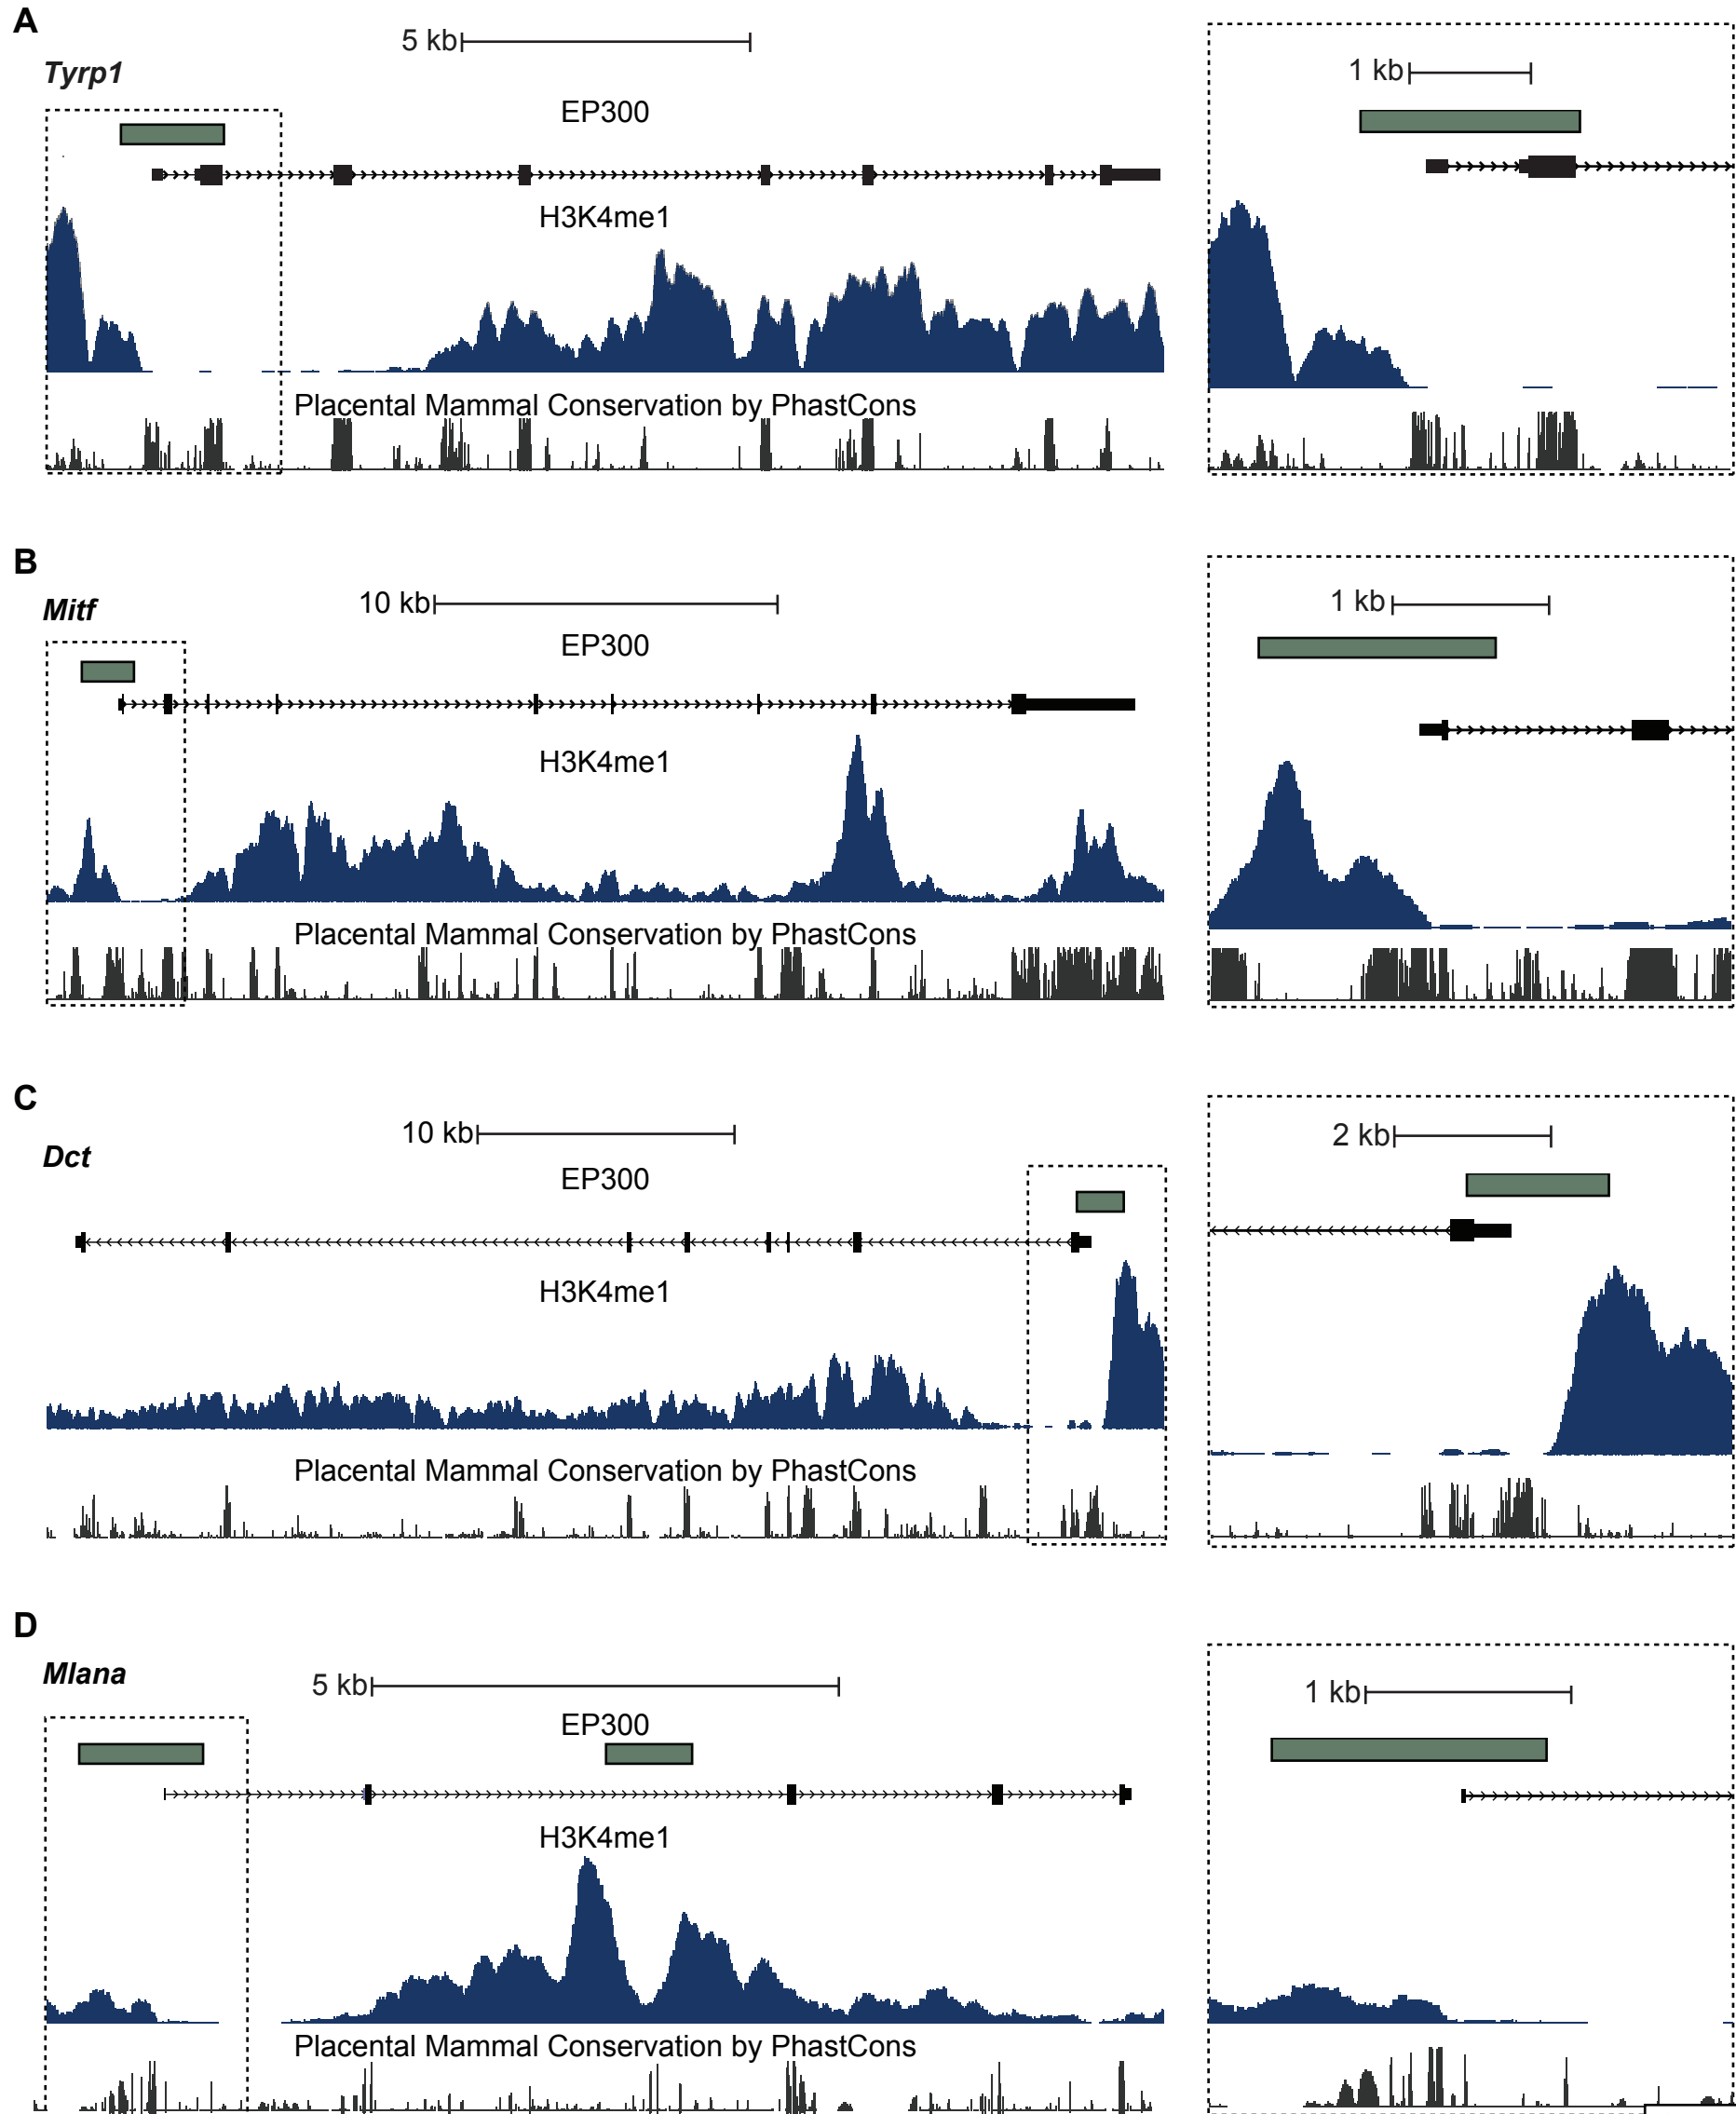 A
5 kb
1 kb
Tyrp1
EP300
H3K4me1
Placental Mammal Conservation by PhastCons
B
10 kb
1 kb
Mitf
EP300
H3K4me1
Placental Mammal Conservation by PhastCons
C
10 kb
2 kb
Dct
EP300
H3K4me1
Placental Mammal Conservation by PhastCons
D
Mlana
5 kb
1 kb
EP300
H3K4me1
Placental Mammal Conservation by PhastCons